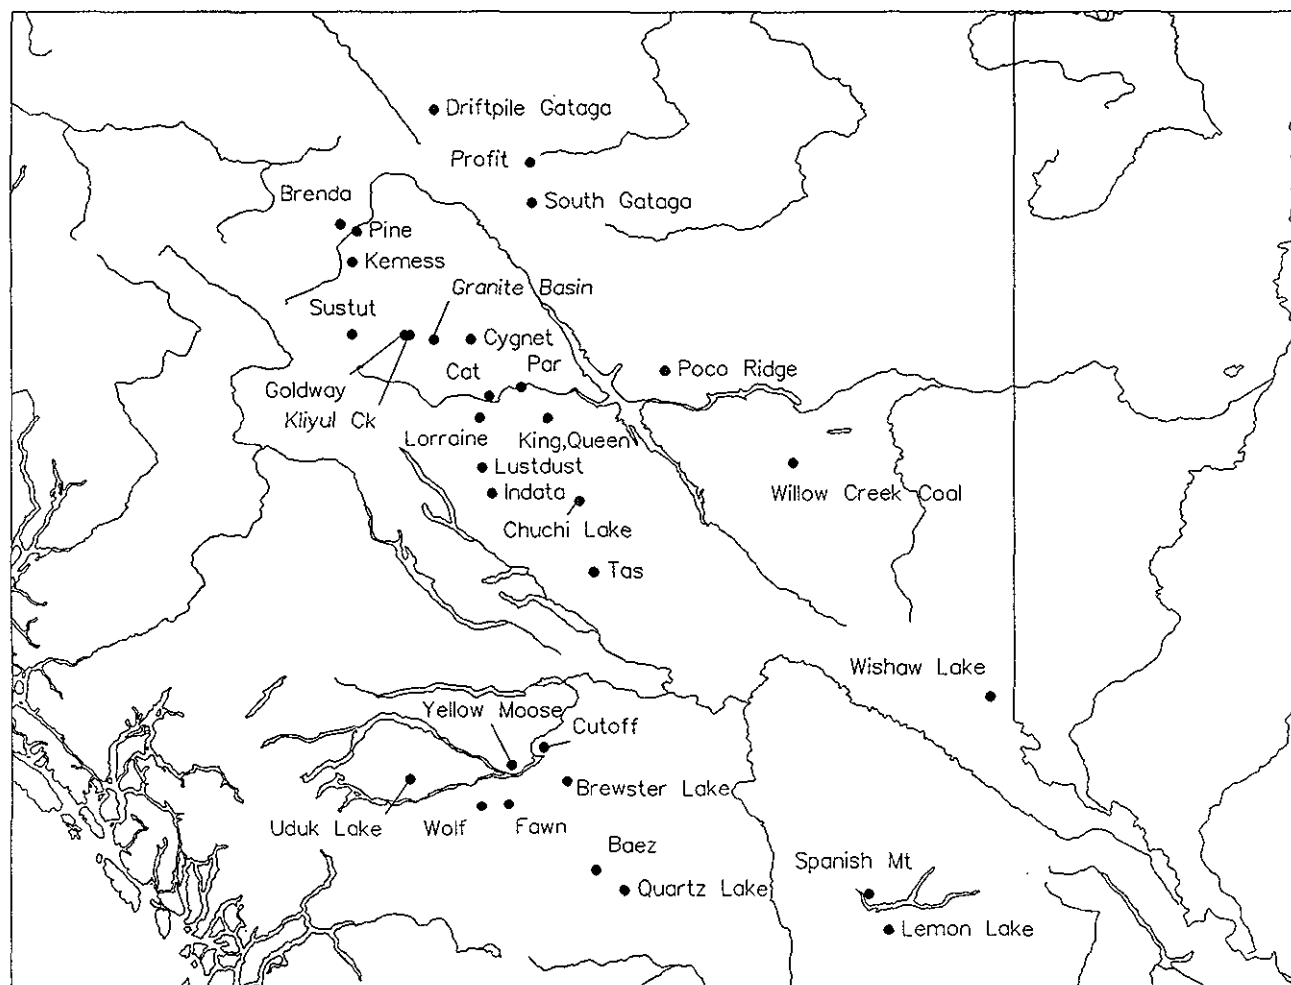 Driftpile Gataga
Profit
South Gataga
Brenda
Pine
Kemess
Granite Basin
Sustut
Cygnet
Par
Poco Ridge
Cat
Goldway
Kliyul Ck
Lorraine
King,Queen
Lustdust
Willow Creek Coal
Indata
Chuchi Lake
Tas
Wishaw Lake
Yellow Moose
Cutoff
Brewster Lake
Uduk Lake
Wolf
Fawn
Baez
Spanish Mt
Quartz Lake
Lemon Lake